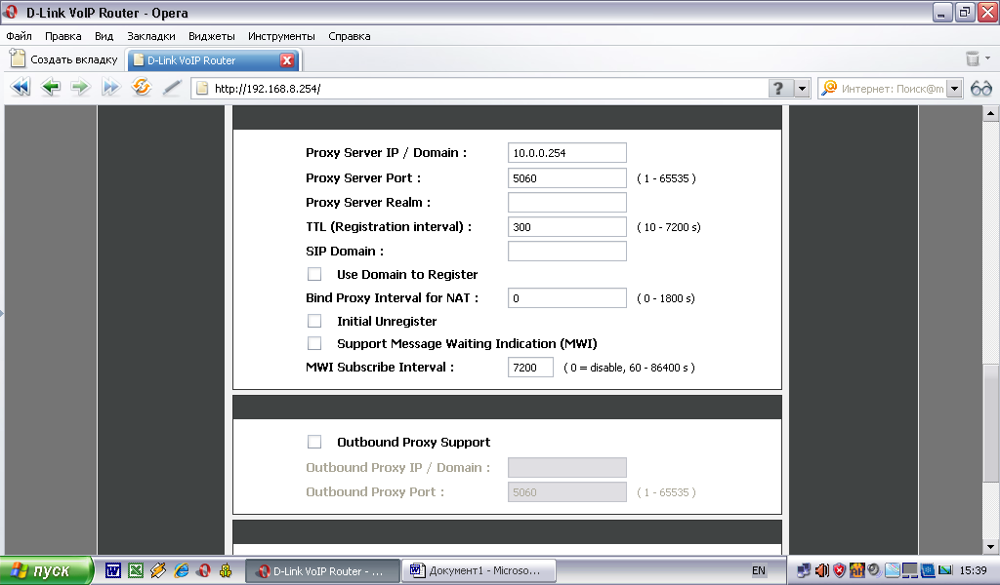 D-Link VoIP Router - Opera
Файл Правка Вид Закладки Виджеты Инструменты Справка
Создать вкладку D-Link VoIP Router
http://192.168.8.254/ ? Интернет: Поиск@m
Proxy Server IP / Domain : 10.0.0.254
Proxy Server Port : 5060 ( 1 - 65535 )
Proxy Server Realm :
TTL (Registration interval) : 300 ( 10 - 7200 s)
SIP Domain :
Use Domain to Register
Bind Proxy Interval for NAT : 0 ( 0 - 1800 s)
Initial Unregister
Support Message Waiting Indication (MWI)
MWI Subscribe Interval : 7200 ( 0 = disable, 60 - 86400 s )
Outbound Proxy Support
Outbound Proxy IP / Domain :
Outbound Proxy Port : 5060 ( 1 - 65535 )
пуск D-Link VoIP Router - ... Документ1 - Microso... EN 15:39